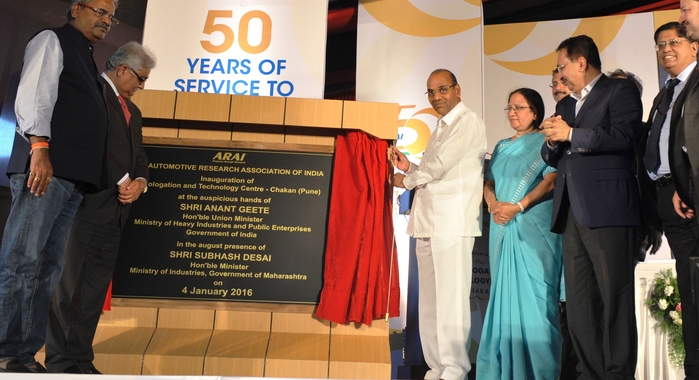 ARAI
50
YEARS OF
SERVICE TO
ARAI
AUTOMOTIVE RESEARCH ASSOCIATION OF INDIA
Inauguration of
ologation and Technology Centre - Chakan (Pune)
at the auspicious hands of
SHRI ANANT GEETE
Hon'ble Union Minister
Ministry of Heavy Industries and Public Enterprises
Government of India
In the august presence of
SHRI SUBHASH DESAI
Hon'ble Minister
Ministry of Industries, Government of Maharashtra
on
4 January 2016